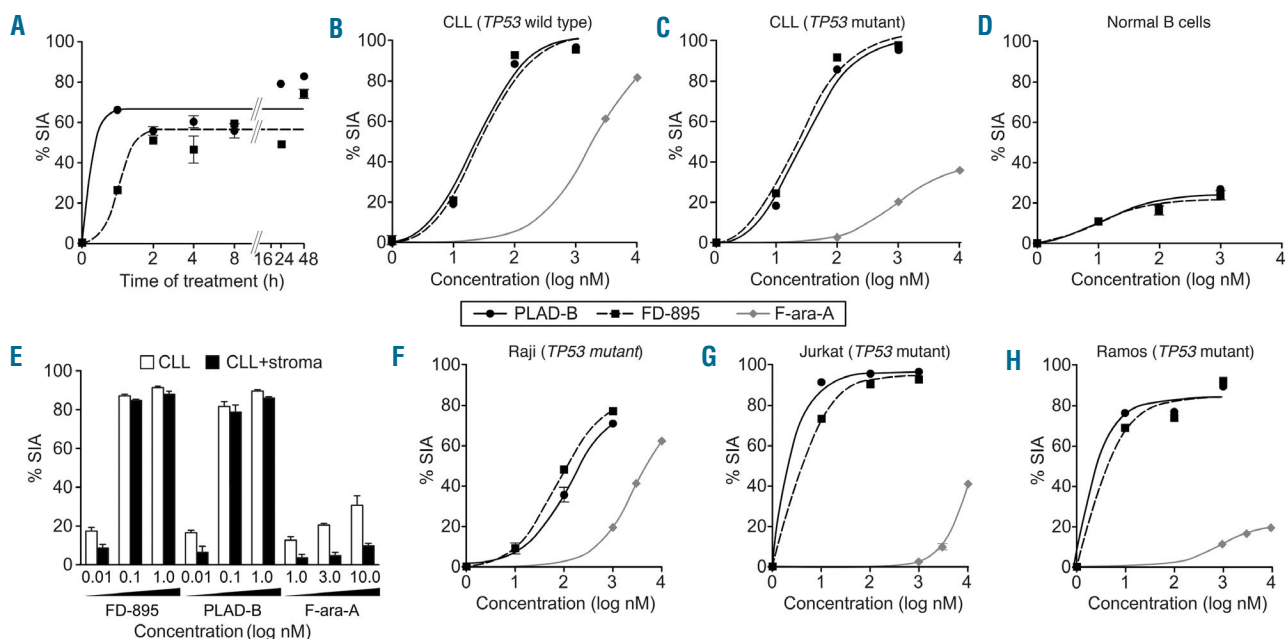 A
% SIA
100
80
60
40
20
0
0 1 2 4 8 16 24 48
Time of treatment (h)
B
CLL (TP53 wild type)
% SIA
100
80
60
40
20
0
0 1 2 3 4
Concentration (log nM)
C
CLL (TP53 mutant)
% SIA
100
80
60
40
20
0
0 1 2 3 4
Concentration (log nM)
D
Normal B cells
% SIA
100
80
60
40
20
0
0 1 2 3 4
Concentration (log nM)
PLAD-B FD-895 F-ara-A
E
CLL CLL+stroma
% SIA
100
80
60
40
20
0
0.01 0.1 1.0 0.01 0.1 1.0 1.0 3.0 10.0
FD-895 PLAD-B F-ara-A
Concentration (log nM)
F
Raji (TP53 mutant)
% SIA
100
80
60
40
20
0
0 1 2 3 4
Concentration (log nM)
G
Jurkat (TP53 mutant)
% SIA
100
80
60
40
20
0
0 1 2 3 4
Concentration (log nM)
H
Ramos (TP53 mutant)
% SIA
100
80
60
40
20
0
0 1 2 3 4
Concentration (log nM)